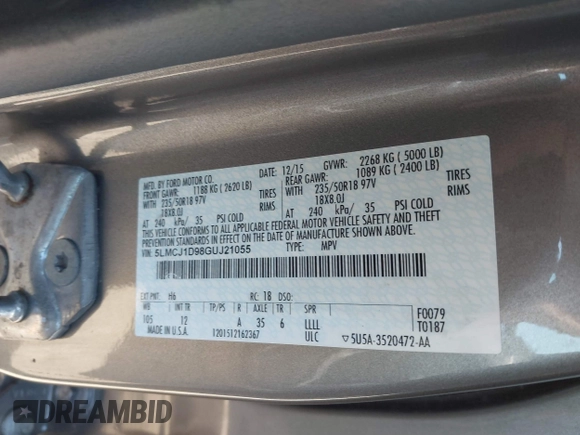 MFD. BY FORD MOTOR CO.
DATE: 12/15 GVWR: 2268 KG ( 5000 LB)
FRONT GAWR: 1188 KG ( 2620 LB)
REAR GAWR: 1089 KG ( 2400 LB)
WITH 235/50R18 97V TIRES
235/50R18 97V TIRES
18X8.0J
18X8.0J
AT 240 kPa/ 35 PSI COLD
AT 240 kPa/ 35 PSI COLD
THIS VEHICLE CONFORMS TO ALL APPLICABLE FEDERAL MOTOR VEHICLE SAFETY AND THEFT
PREVENTION STANDARDS IN EFFECT ON THE DATE OF MANUFACTURE SHOWN ABOVE.
VIN: 5LMCJ1D98GUJ21055 TYPE: MPV
EXT PNT: H6 RC: 18 DSO:
WB INT TR TP/PS R AXLE TR SPR
105 12 A 35 6 LLLL
F0079
T0187
MADE IN U.S.A. 1201512162367 ULC
5U5A-3520472-AA
DREAMBID